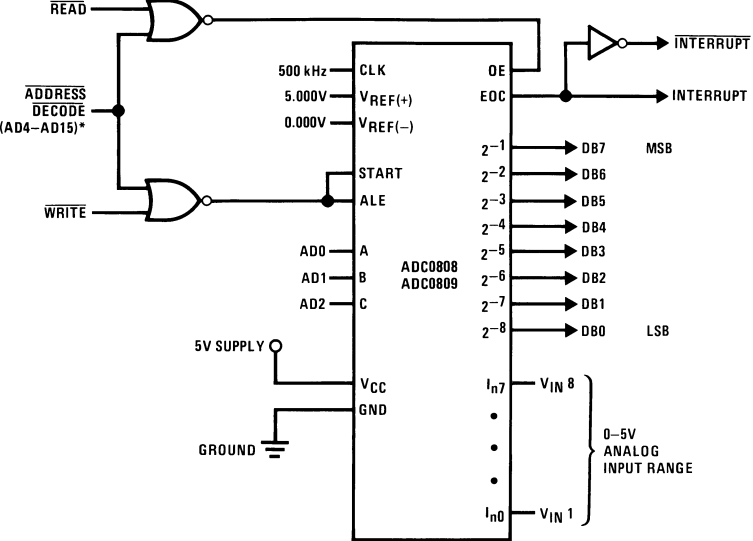 READ
ADDRESS
DECODE
(AD4–AD15)*
WRITE
500 kHz
5.000V
0.000V
AD0
AD1
AD2
5V SUPPLY
GROUND
CLK
VREF(+)
VREF(−)
START
ALE
A
B
C
VCC
GND
ADC0808
ADC0809
OE
EOC
2−1
2−2
2−3
2−4
2−5
2−6
2−7
2−8
In7
In0
INTERRUPT
INTERRUPT
DB7 MSB
DB6
DB5
DB4
DB3
DB2
DB1
DB0 LSB
VIN 8
VIN 1
0–5V
ANALOG
INPUT RANGE